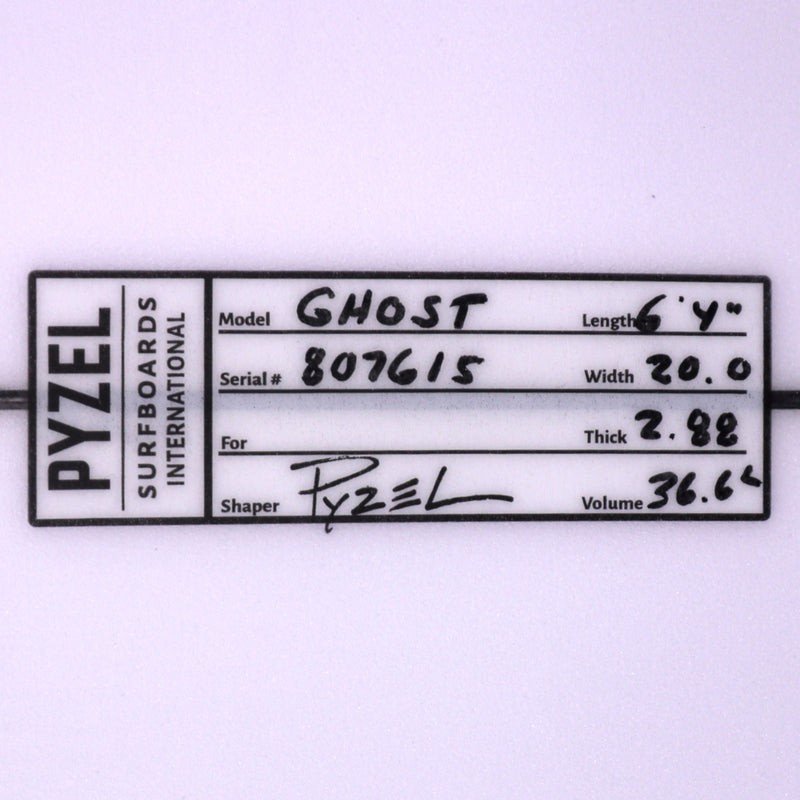 PYZEL
SURFBOARDS
INTERNATIONAL
Model GHOST Length 6'4"
Serial # 807615 Width 20.0
For Thick 2.88
Shaper PYZEL Volume 36.6L